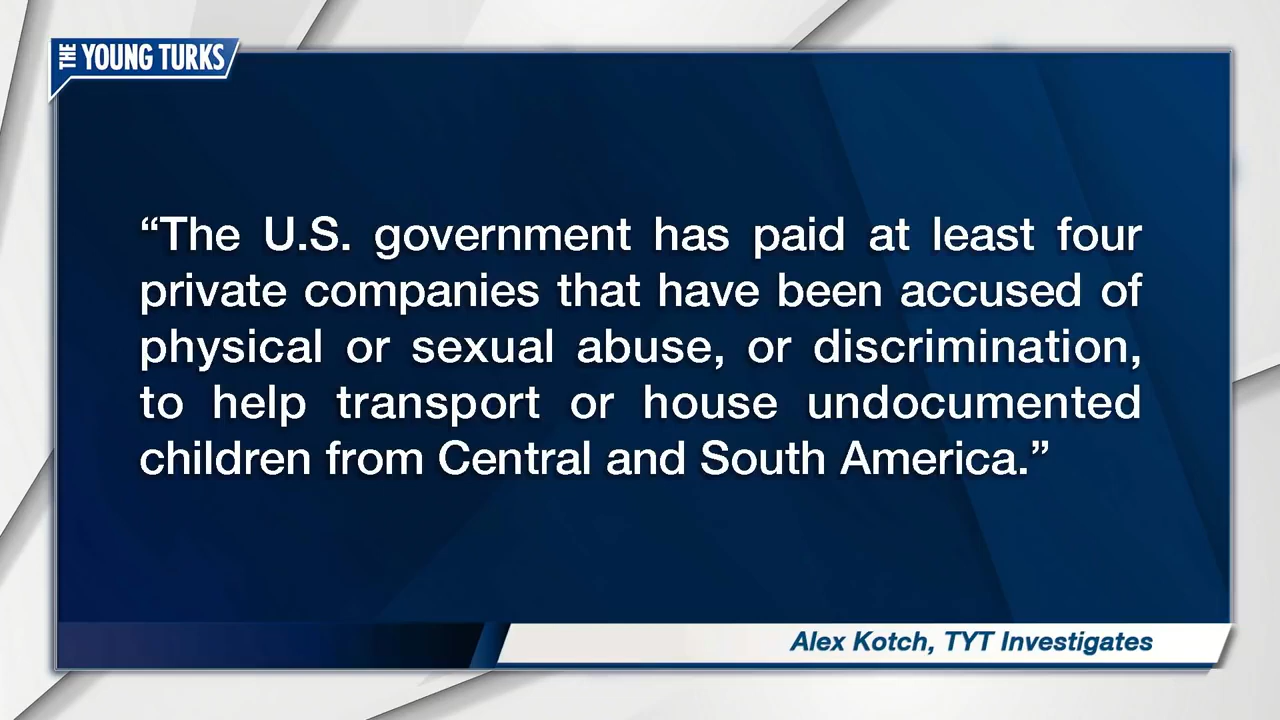 THE YOUNG TURKS
“The U.S. government has paid at least four
private companies that have been accused of
physical or sexual abuse, or discrimination,
to help transport or house undocumented
children from Central and South America.”
Alex Kotch, TYT Investigates